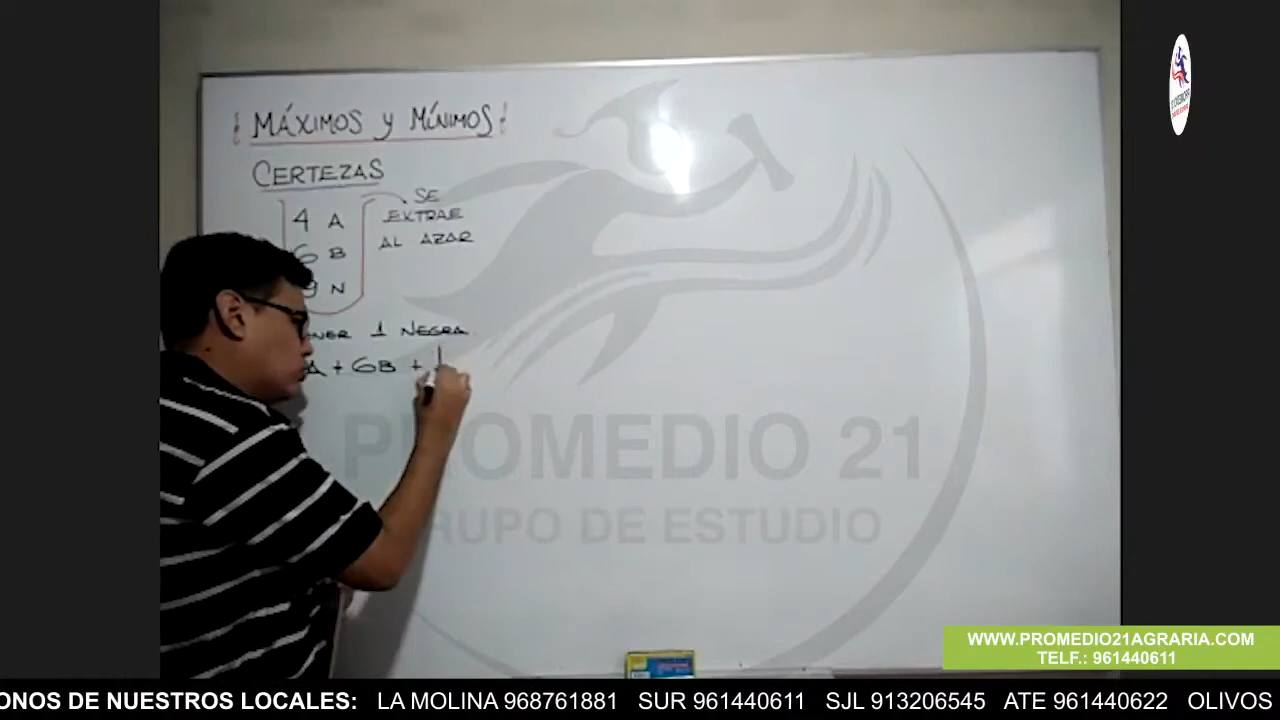 MÁXIMOS y MÍNIMOS
CERTEZAS
4 A
6 B
9 N
SE
EXTRAE
AL AZAR
1 NEGRA
A + 6B + 1
PROMEDIO 21
GRUPO DE ESTUDIO
WWW.PROMEDIO21AGRARIA.COM
TELF.: 961440611
ONOS DE NUESTROS LOCALES: LA MOLINA 968761881 SUR 961440611 SJL 913206545 ATE 961440622 OLIVOS